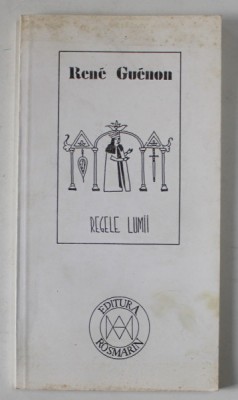 René Guénon
REGELE LUMII
EDITURA
ROSMARIN